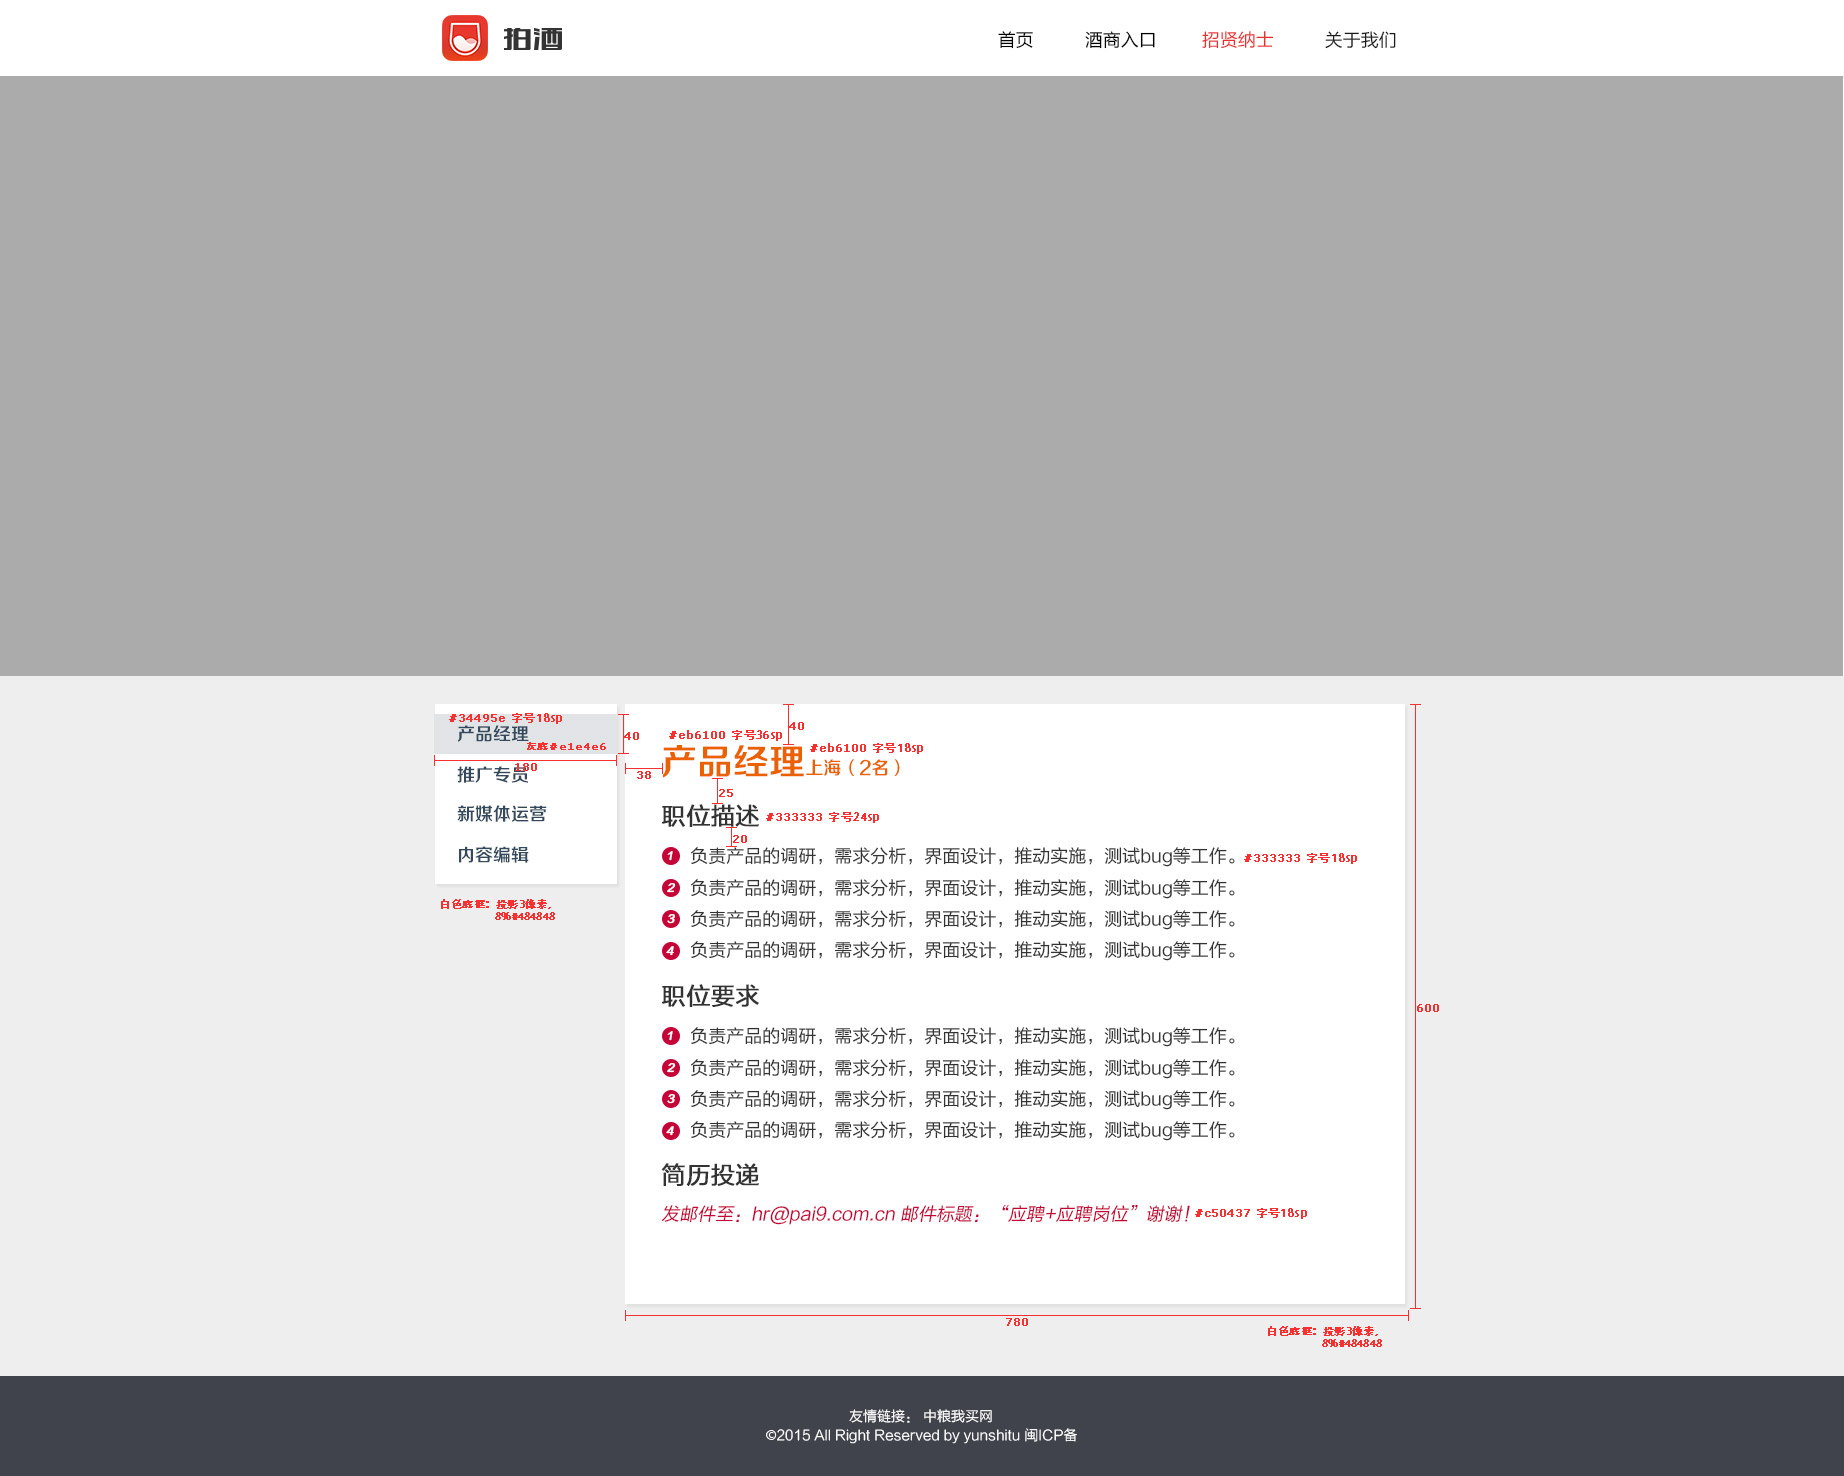 拍酒
首页 酒商入口 招贤纳士 关于我们
#34495e 字号18sp
产品经理
灰底#e1e4e6
40
180
推广专员
新媒体运营
内容编辑
白色底框：投影3像素，
8%#484848
40
#eb6100 字号36sp
#eb6100 字号18sp
产品经理 上海（2名）
38
25
职位描述 #333333 字号24sp
20
1 负责产品的调研，需求分析，界面设计，推动实施，测试bug等工作。 #333333 字号18sp
2 负责产品的调研，需求分析，界面设计，推动实施，测试bug等工作。
3 负责产品的调研，需求分析，界面设计，推动实施，测试bug等工作。
4 负责产品的调研，需求分析，界面设计，推动实施，测试bug等工作。
职位要求
600
1 负责产品的调研，需求分析，界面设计，推动实施，测试bug等工作。
2 负责产品的调研，需求分析，界面设计，推动实施，测试bug等工作。
3 负责产品的调研，需求分析，界面设计，推动实施，测试bug等工作。
4 负责产品的调研，需求分析，界面设计，推动实施，测试bug等工作。
简历投递
发邮件至：hr@pai9.com.cn 邮件标题：“应聘+应聘岗位”谢谢！ #c50437 字号18sp
780
白色底框：投影3像素，
8%#484848
友情链接： 中粮我买网
©2015 All Right Reserved by yunshitu 闽ICP备